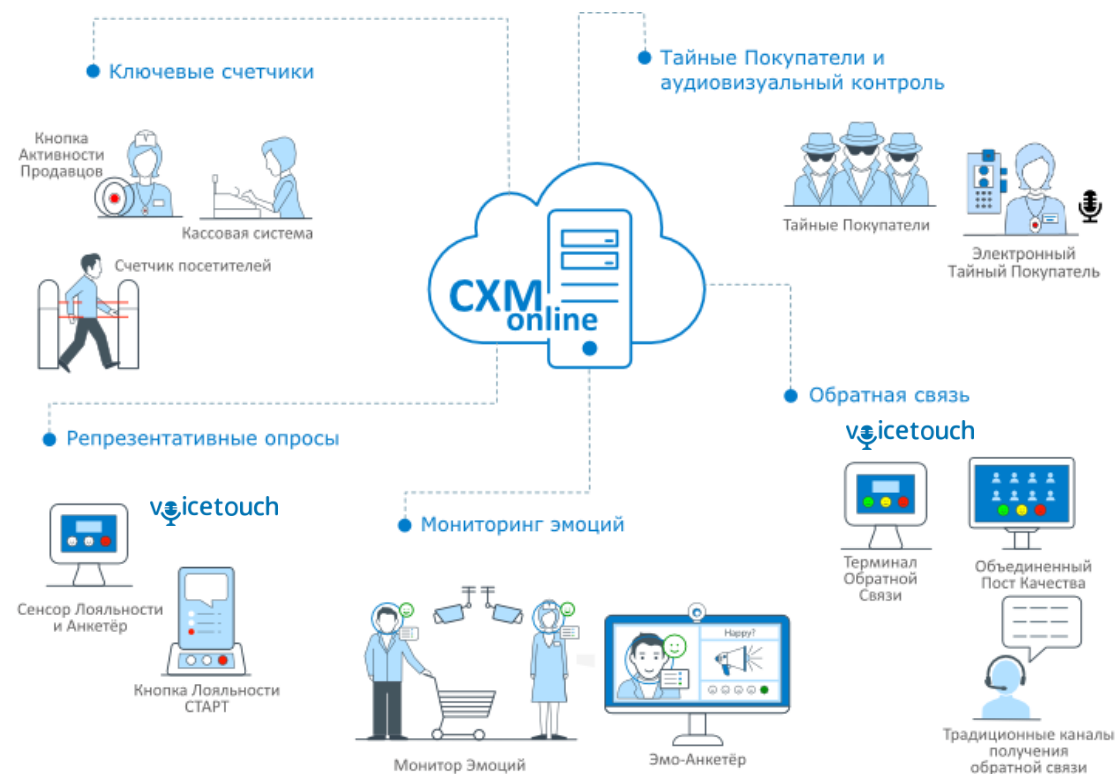 Ключевые счетчики
Кнопка
Активности
Продавцов
Кассовая система
Счетчик посетителей
Тайные Покупатели и
аудиовизуальный контроль
Тайные Покупатели
Электронный
Тайный Покупатель
CXM
online
Репрезентативные опросы
voicetouch
Сенсор Лояльности
и Анкетёр
Кнопка Лояльности
СТАРТ
Мониторинг эмоций
Монитор Эмоций
Happy?
Эмо-Анкетёр
Обратная связь
voicetouch
Терминал
Обратной
Связи
Объединенный
Пост Качества
Традиционные каналы
получения
обратной связи